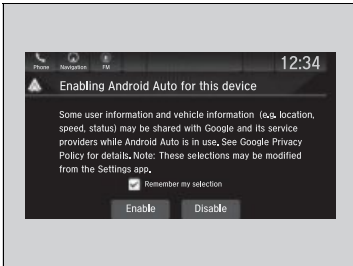 Phone Navigation FM 12:34
Enabling Android Auto for this device
Some user information and vehicle information (e.g. location,
speed, status) may be shared with Google and its service
providers while Android Auto is in use. See Google Privacy
Policy for details. Note: These selections may be modified
from the Settings app.
Remember my selection
Enable Disable